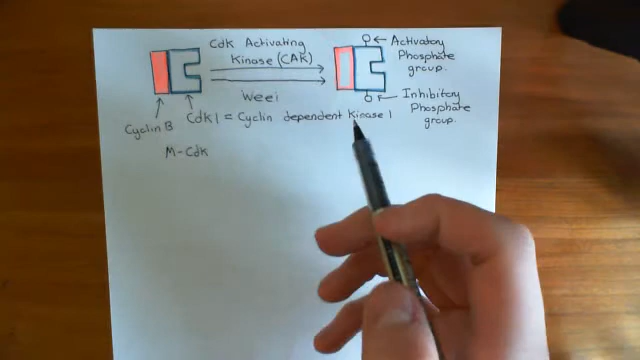 Cdk Activating
Kinase (CAK)
Wee1
Activatory
Phosphate
group.
Inhibitory
Phosphate
group.
Cyclin B
Cdk1 = Cyclin dependent Kinase 1
M-Cdk